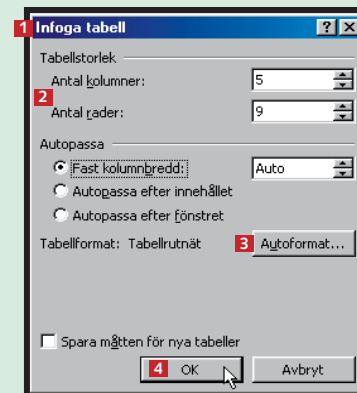 1 Infoga tabell
Tabellstorlek
Antal kolumner: 5
2
Antal rader: 9
Autopassa
Fast kolumnbredd: Auto
Autopassa efter innehållet
Autopassa efter fönstret
Tabellformat: Tabellrutnät 3 Autoformat...
Spara måtten för nya tabeller
4 OK Avbryt